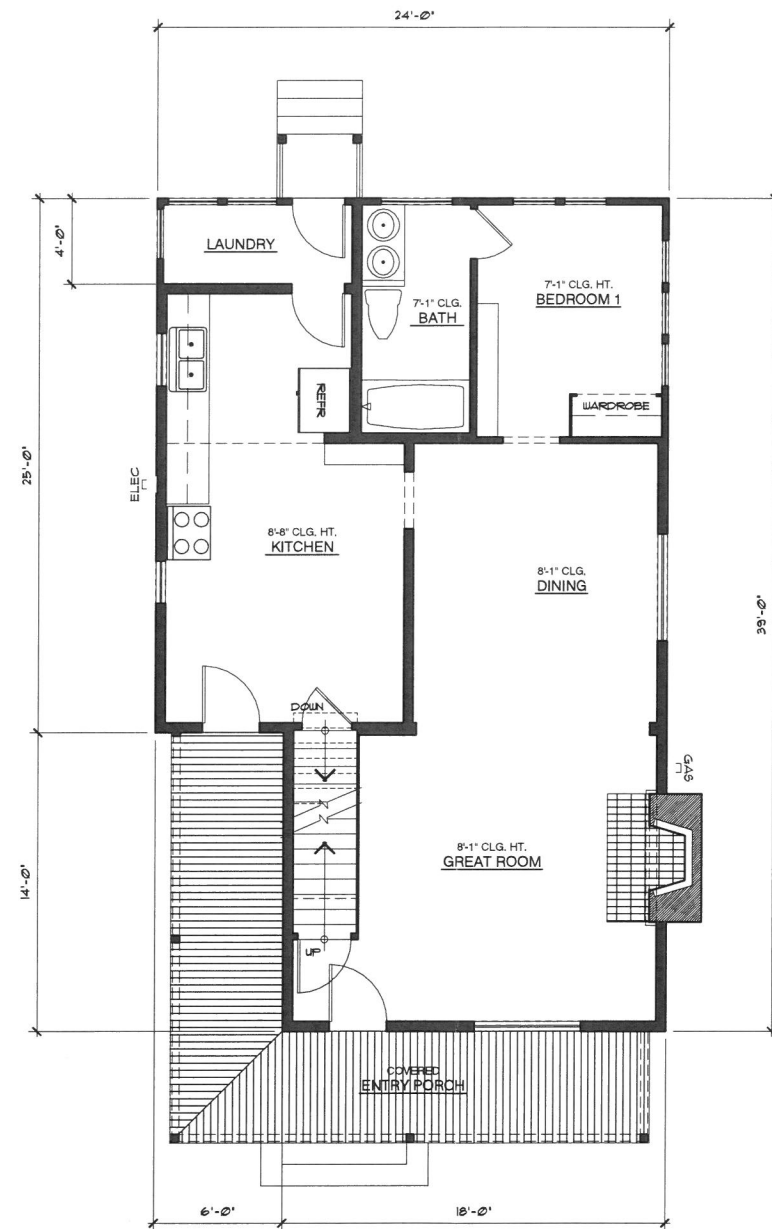 24'-0"
4'-0"
LAUNDRY
7'-1" CLG. HT.
BEDROOM 1
7'-1" CLG.
BATH
REFR
WARDROBE
25'-0"
ELEC
8'-8" CLG. HT.
KITCHEN
8'-1" CLG.
DINING
39'-0"
DOWN
GAS
14'-0"
8'-1" CLG. HT.
GREAT ROOM
UP
COVERED
ENTRY PORCH
6'-0"
18'-0"